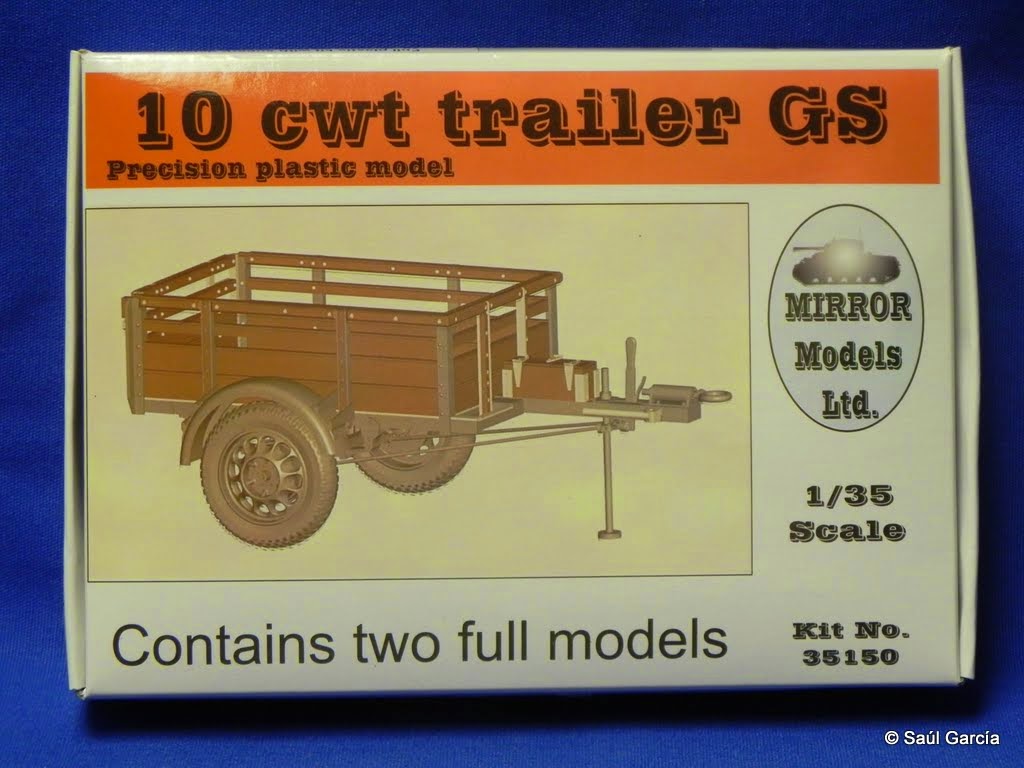 10 cwt trailer GS
Precision plastic model
MIRROR
Models
Ltd.
1/35
Scale
Contains two full models
Kit No.
35150
© Saúl García